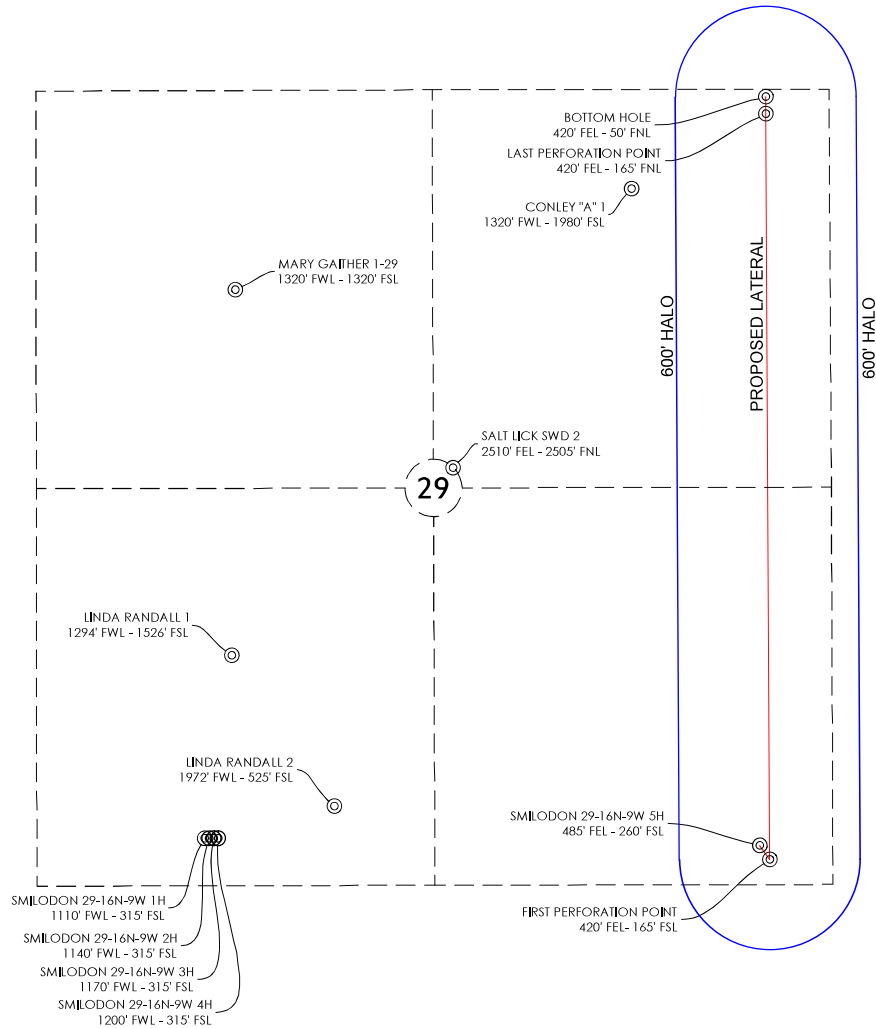 BOTTOM HOLE
420' FEL - 50' FNL
LAST PERFORATION POINT
420' FEL - 165' FNL
CONLEY "A" 1
1320' FWL - 1980' FSL
MARY GAITHER 1-29
1320' FWL - 1320' FSL
600' HALO
PROPOSED LATERAL
600' HALO
SALT LICK SWD 2
2510' FEL - 2505' FNL
29
LINDA RANDALL 1
1294' FWL - 1526' FSL
LINDA RANDALL 2
1972' FWL - 525' FSL
SMILODON 29-16N-9W 5H
485' FEL - 260' FSL
SMILODON 29-16N-9W 1H
1110' FWL - 315' FSL
SMILODON 29-16N-9W 2H
1140' FWL - 315' FSL
SMILODON 29-16N-9W 3H
1170' FWL - 315' FSL
SMILODON 29-16N-9W 4H
1200' FWL - 315' FSL
FIRST PERFORATION POINT
420' FEL- 165' FSL